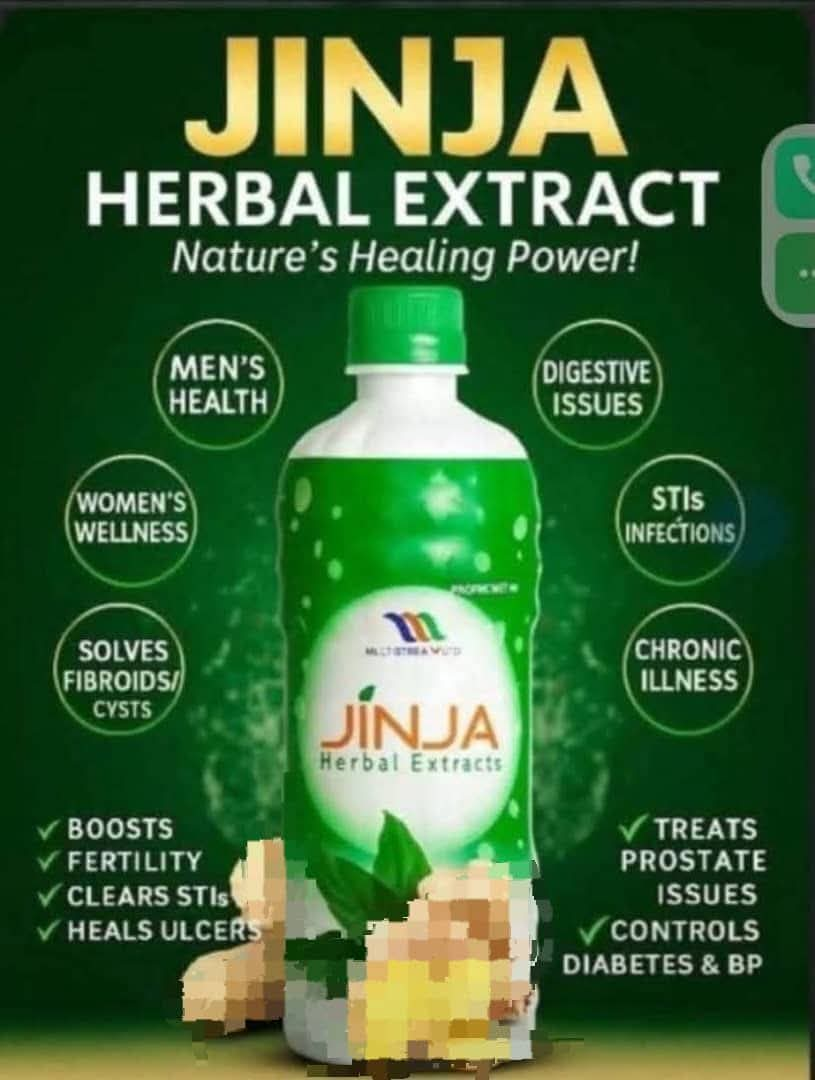 JINJA
HERBAL EXTRACT
Nature's Healing Power!
MEN'S
HEALTH
DIGESTIVE
ISSUES
WOMEN'S
WELLNESS
STIs
INFECTIONS
SOLVES
FIBROIDS/
CYSTS
CHRONIC
ILLNESS
JINJA
Herbal Extracts
✓ BOOSTS
✓ FERTILITY
✓ CLEARS STIs
✓ HEALS ULCERS
✓ TREATS
PROSTATE
ISSUES
✓ CONTROLS
DIABETES & BP